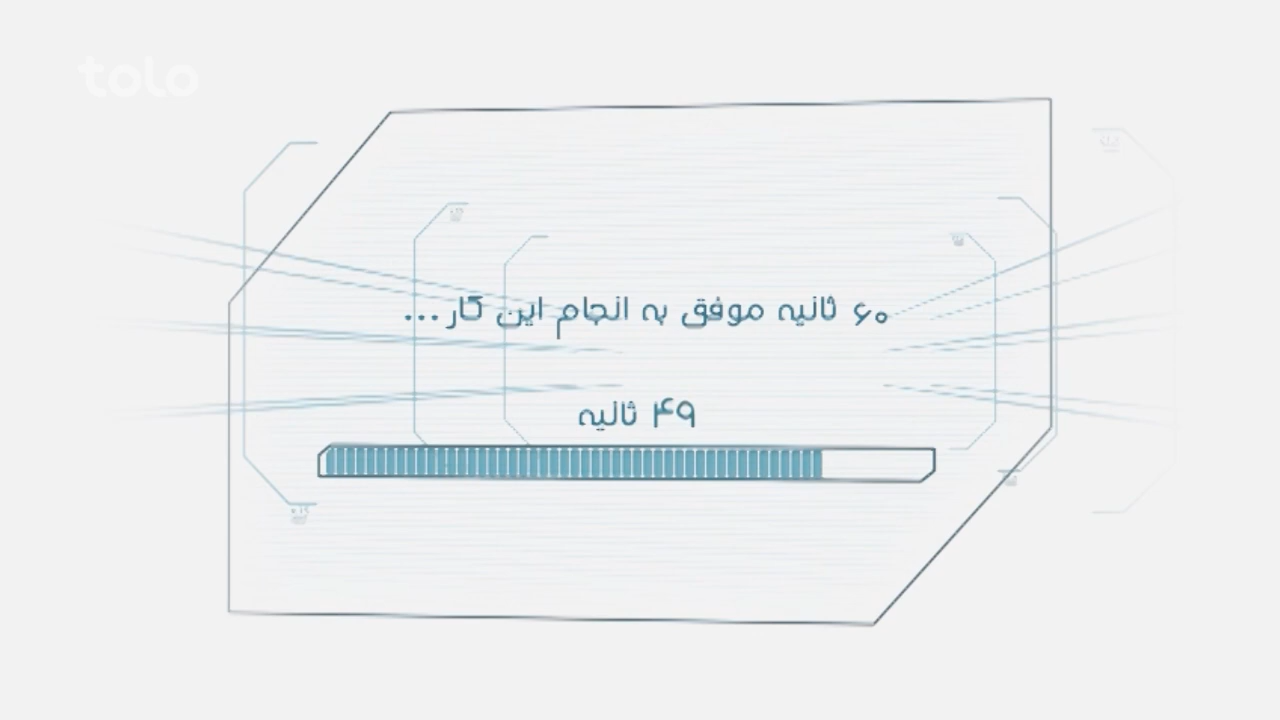 tolo
۶۰ ثانیه موفق به انجام این کار...
۴۹ ثانیه